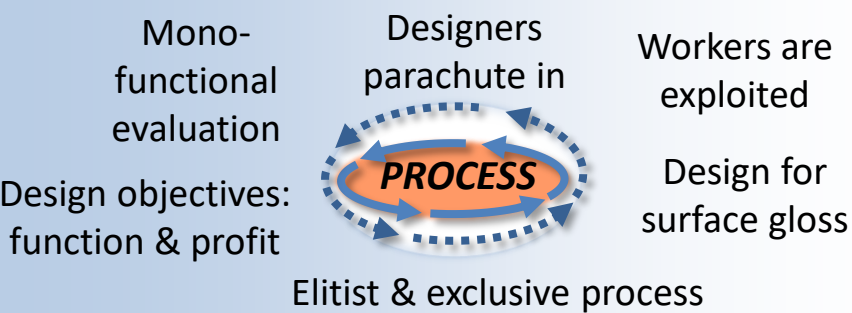 Mono-
functional
evaluation
Designers
parachute in
Workers are
exploited
Design objectives:
function & profit
PROCESS
Design for
surface gloss
Elitist & exclusive process